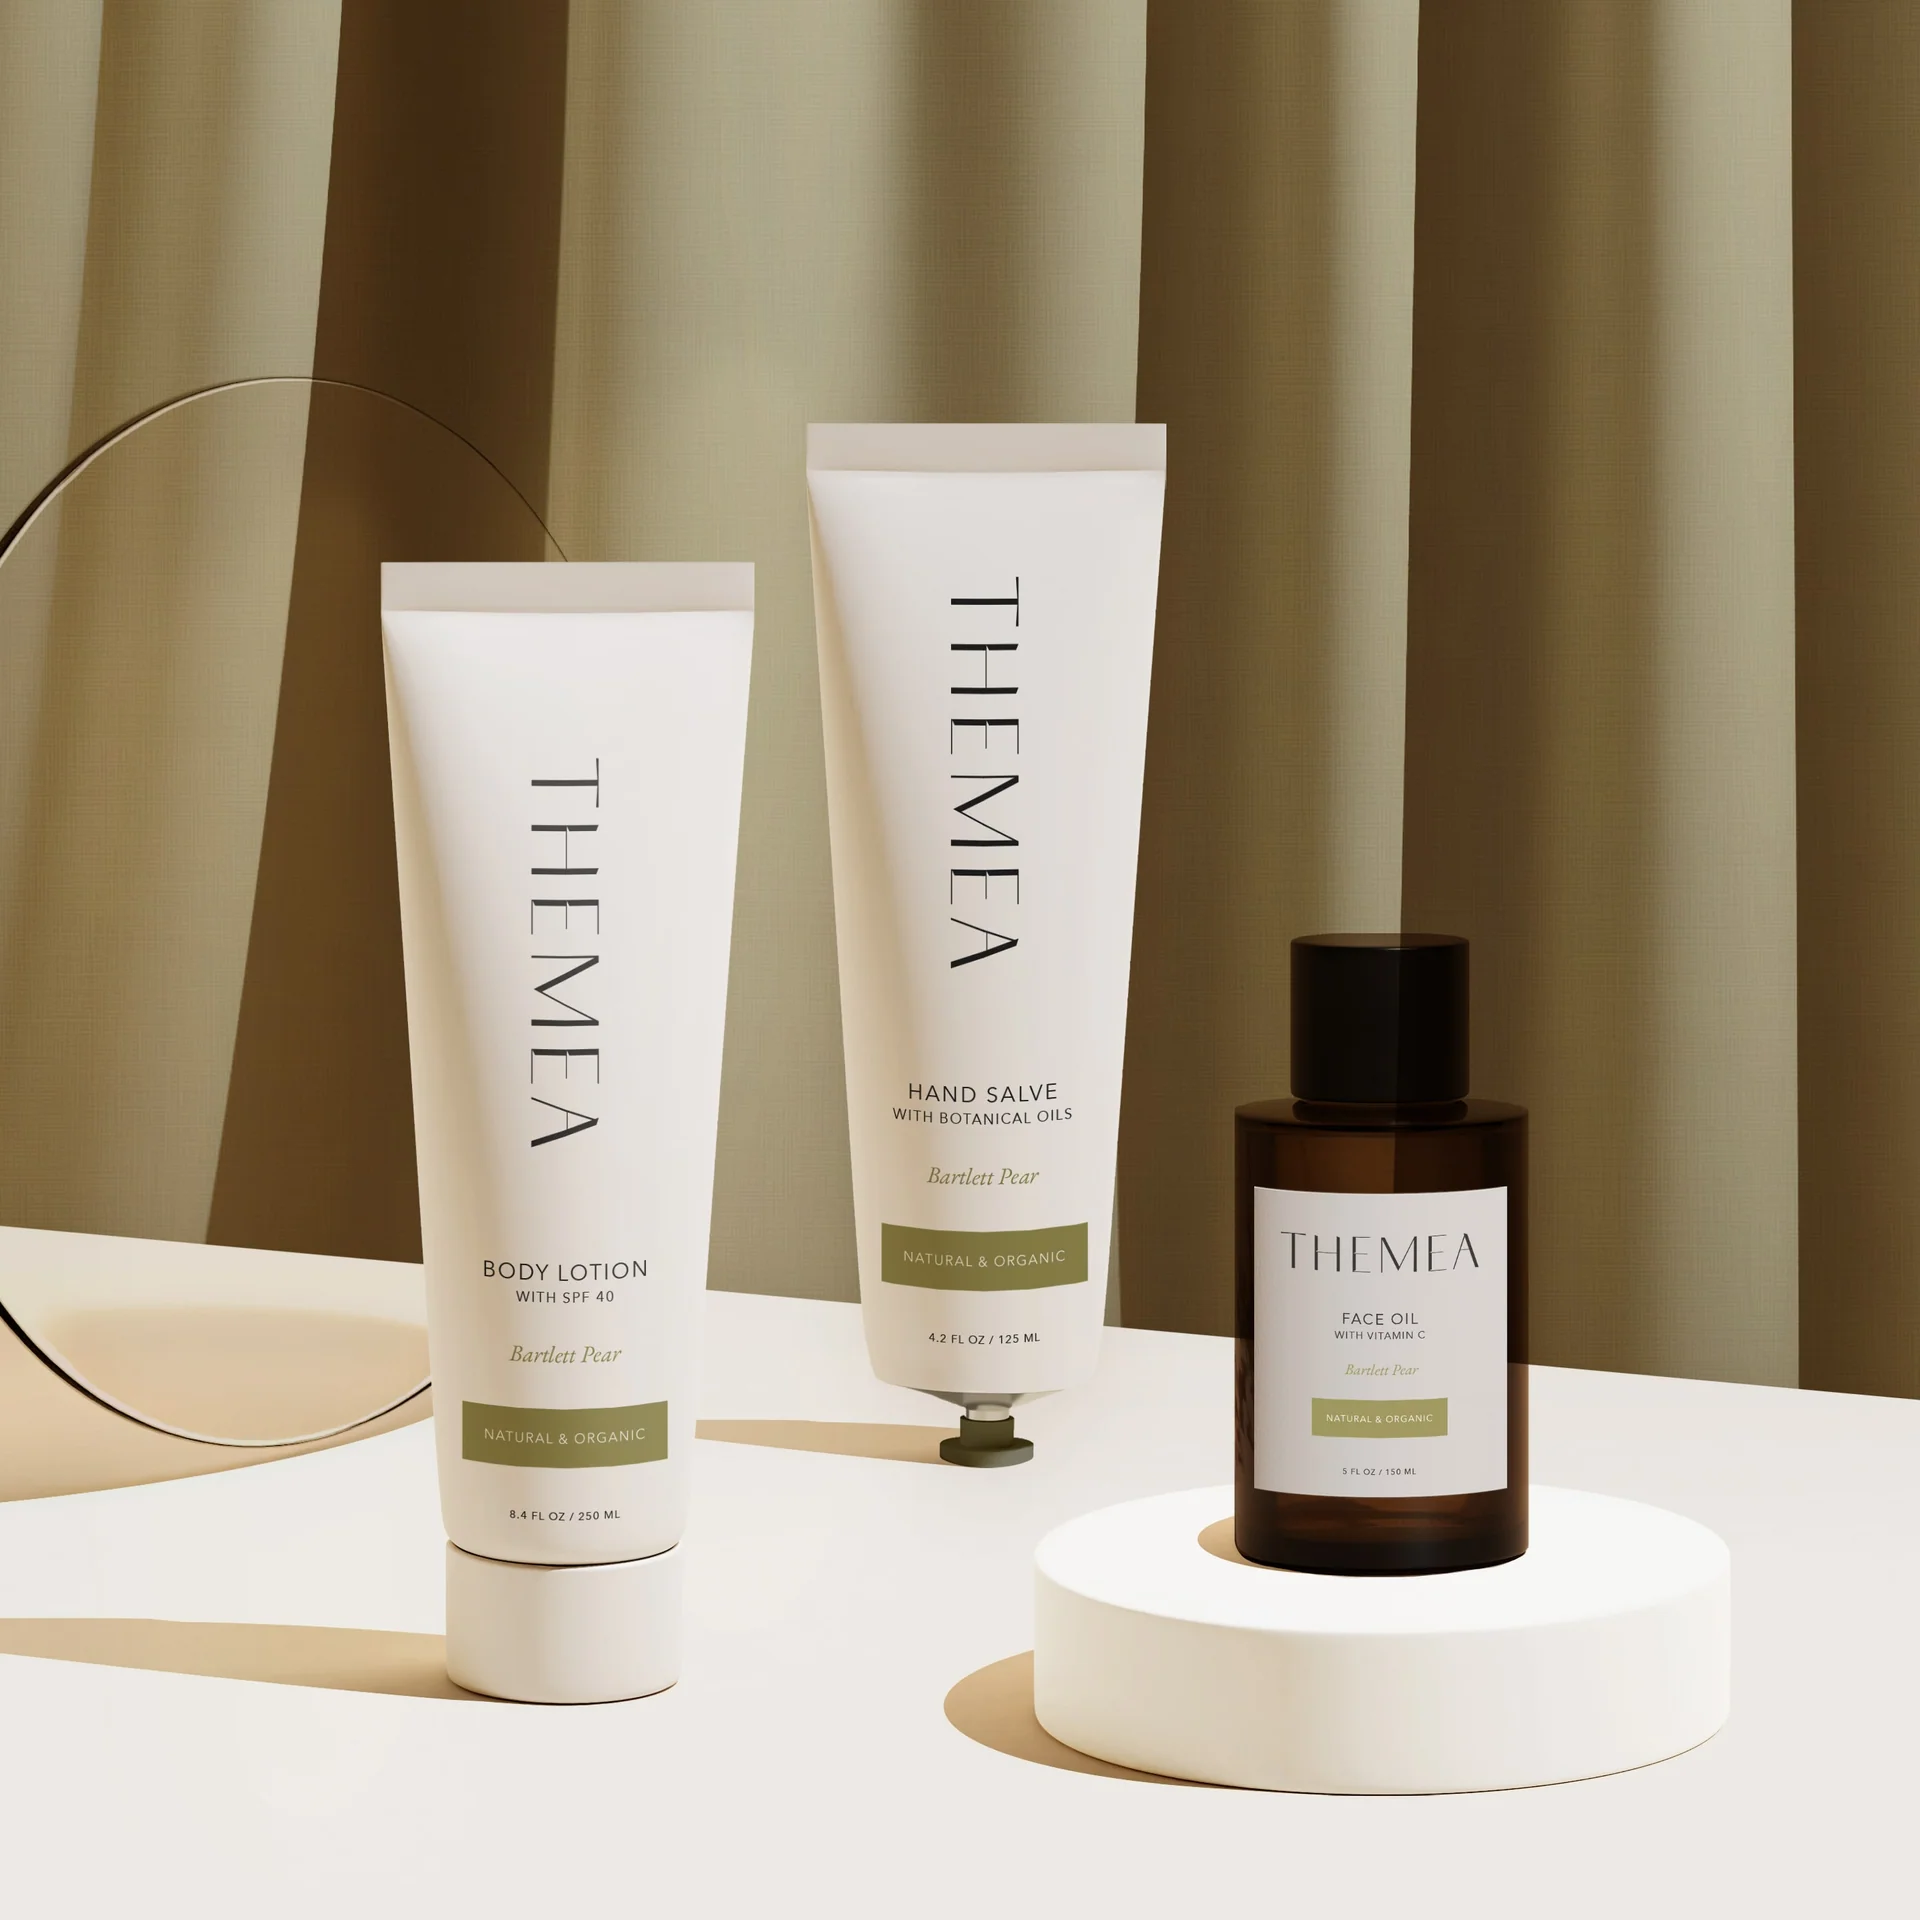 THEMEA
BODY LOTION
WITH SPF 40
Bartlett Pear
NATURAL & ORGANIC
8.4 FL OZ / 250 ML
THEMEA
HAND SALVE
WITH BOTANICAL OILS
Bartlett Pear
NATURAL & ORGANIC
4.2 FL OZ / 125 ML
THEMEA
FACE OIL
WITH VITAMIN C
Bartlett Pear
NATURAL & ORGANIC
5 FL OZ / 150 ML